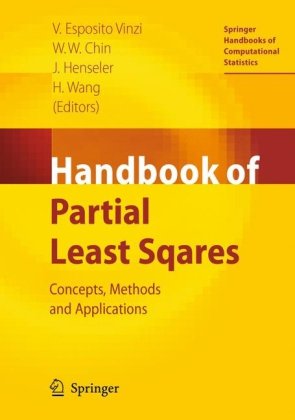 V. Esposito Vinzi
W.W. Chin
J. Henseler
H. Wang
(Editors)
Springer
Handbooks of
Computational
Statistics
Handbook of
Partial
Least Sqares
Concepts, Methods
and Applications
Springer